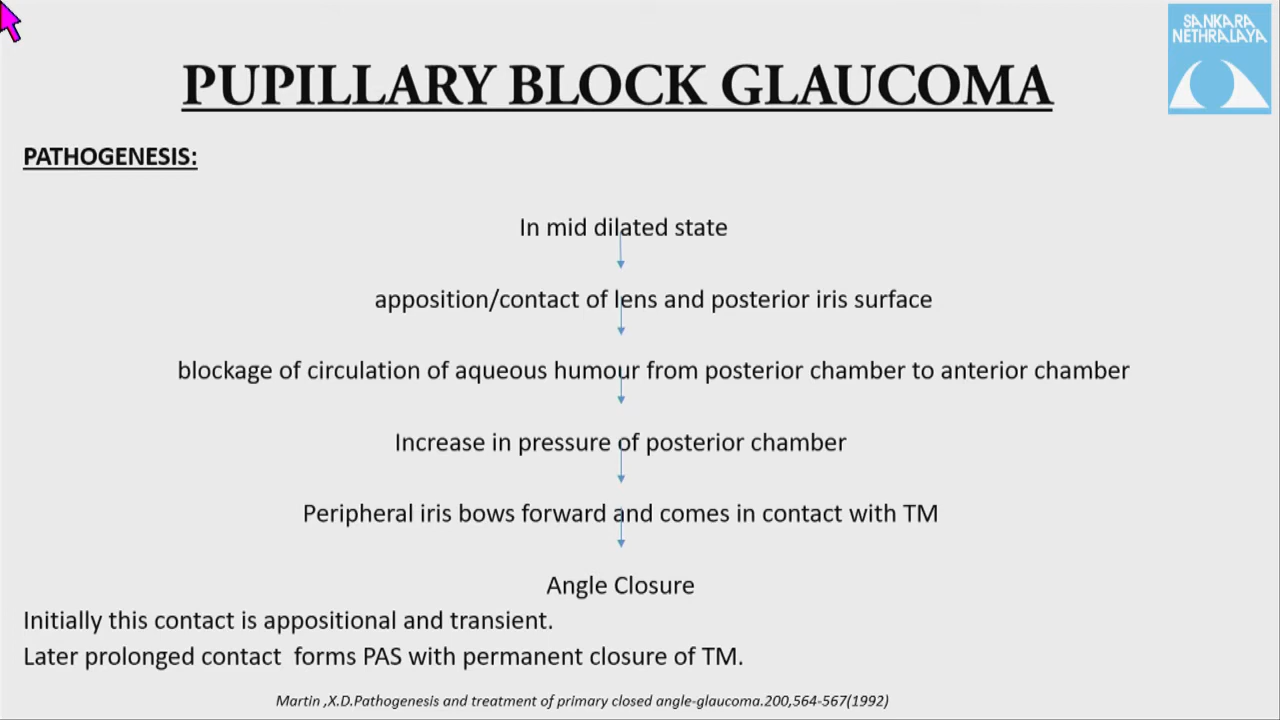 SANKARA
NETHRALAYA
PUPILLARY BLOCK GLAUCOMA
PATHOGENESIS:
In mid dilated state
apposition/contact of lens and posterior iris surface
blockage of circulation of aqueous humour from posterior chamber to anterior chamber
Increase in pressure of posterior chamber
Peripheral iris bows forward and comes in contact with TM
Angle Closure
Initially this contact is appositional and transient.
Later prolonged contact  forms PAS with permanent closure of TM.
Martin ,X.D.Pathogenesis and treatment of primary closed angle-glaucoma.200,564-567(1992)